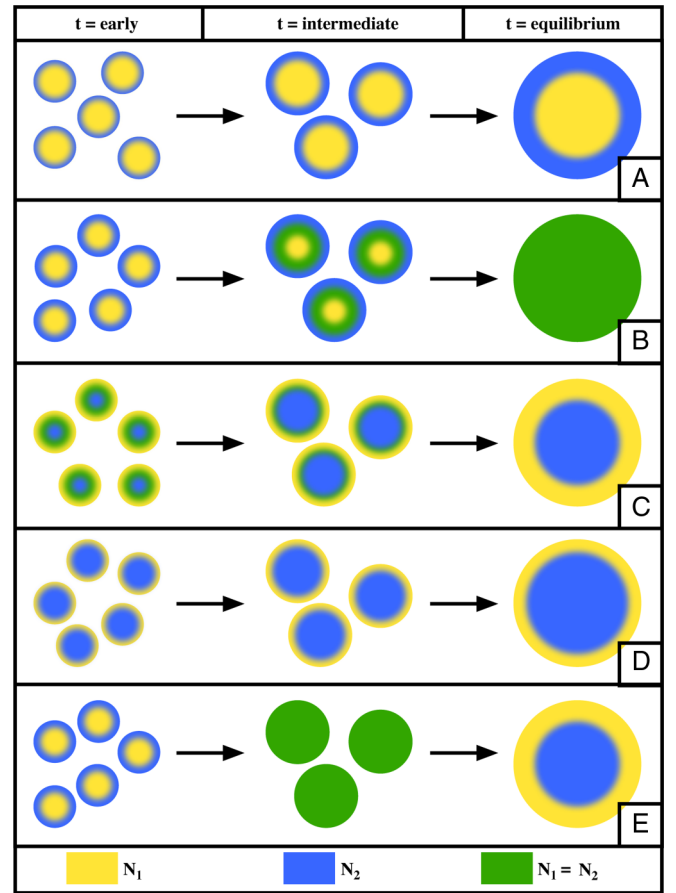 t = early
t = intermediate
t = equilibrium
A
B
C
D
E
N1
N2
N1 = N2